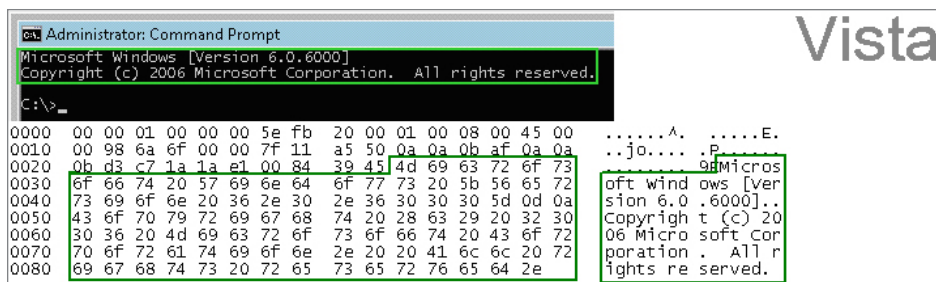 Vista
Administrator: Command Prompt
Microsoft Windows [Version 6.0.6000]
Copyright (c) 2006 Microsoft Corporation.  All rights reserved.
C:\>_
0000  00 00 01 00 00 00 5e fb  20 00 01 00 08 00 45 00  ......^.  .....E.
0010  00 98 6a 6f 00 00 7f 11  a5 50 0a 0a 0b af 0a 0a  ..jo.... .P......
0020  0b d3 c7 1a 1a e1 00 84  39 45 4d 69 63 72 6f 73  ........ 9EMicros
0030  6f 66 74 20 57 69 6e 64  6f 77 73 20 5b 56 65 72  oft Wind ows [Ver
0040  73 69 6f 6e 20 36 2e 30  2e 36 30 30 30 5d 0d 0a  sion 6.0 .6000]..
0050  43 6f 70 79 72 69 67 68  74 20 28 63 29 20 32 30  Copyrigh t (c) 20
0060  30 36 20 4d 69 63 72 6f  73 6f 66 74 20 43 6f 72  06 Micro soft Cor
0070  70 6f 72 61 74 69 6f 6e  2e 20 20 41 6c 6c 20 72  poration .  All r
0080  69 67 68 74 73 20 72 65  73 65 72 76 65 64 2e  ights re served.